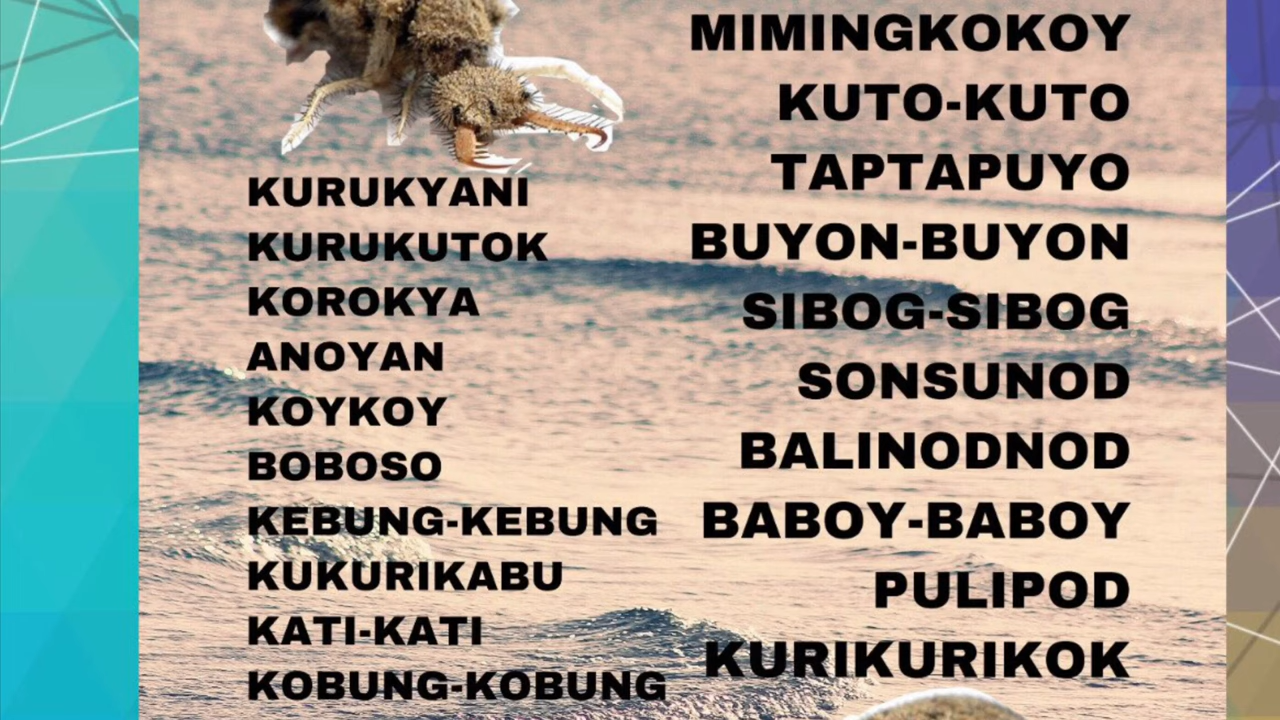 KURUKYANI
KURUKUTOK
KOROKYA
ANOYAN
KOYKOY
BOBOSO
KEBUNG-KEBUNG
KUKURIKABU
KATI-KATI
KOBUNG-KOBUNG
MIMINGKOKOY
KUTO-KUTO
TAPTAPUYO
BUYON-BUYON
SIBOG-SIBOG
SONSUNOD
BALINODNOD
BABOY-BABOY
PULIPOD
KURIKURIKOK